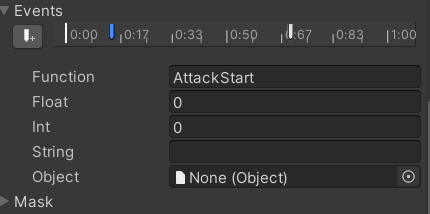 Events
0:00 0:17 0:33 0:50 0:67 0:83 1:00
Function AttackStart
Float 0
Int 0
String
Object None (Object)
Mask